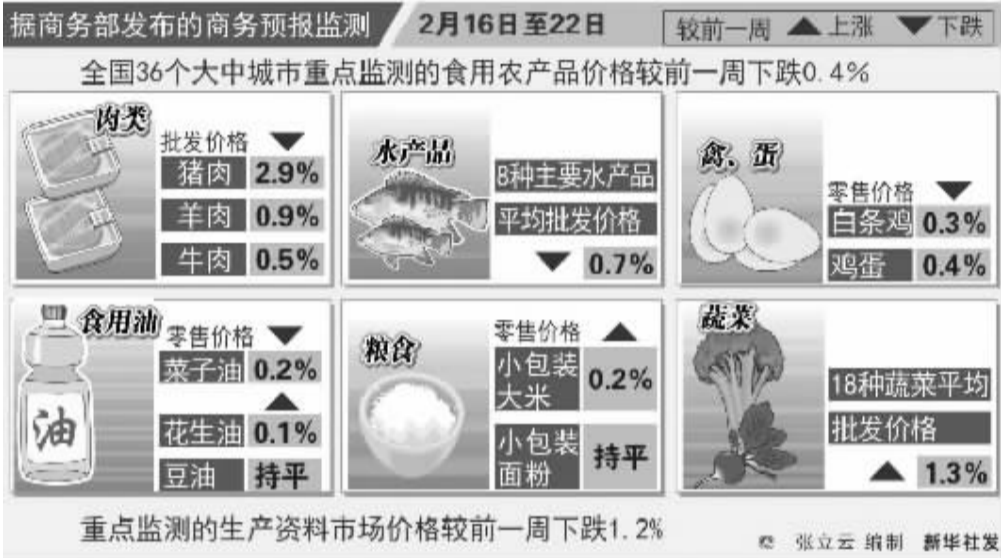 据商务部发布的商务预报监测
2月16日至22日
较前一周 ▲上涨 ▼下跌
全国36个大中城市重点监测的食用农产品价格较前一周下跌0.4%
肉类
批发价格 ▼
猪肉 2.9%
羊肉 0.9%
牛肉 0.5%
水产品
8种主要水产品
平均批发价格
▼ 0.7%
禽、蛋
零售价格 ▼
白条鸡 0.3%
鸡蛋 0.4%
食用油
零售价格 ▼
菜子油 0.2%
▲
花生油 0.1%
豆油 持平
油
粮食
零售价格 ▲
小包装
大米 0.2%
小包装
面粉 持平
蔬菜
18种蔬菜平均
批发价格
▲ 1.3%
重点监测的生产资料市场价格较前一周下跌1.2%
张立云 编制 新华社发